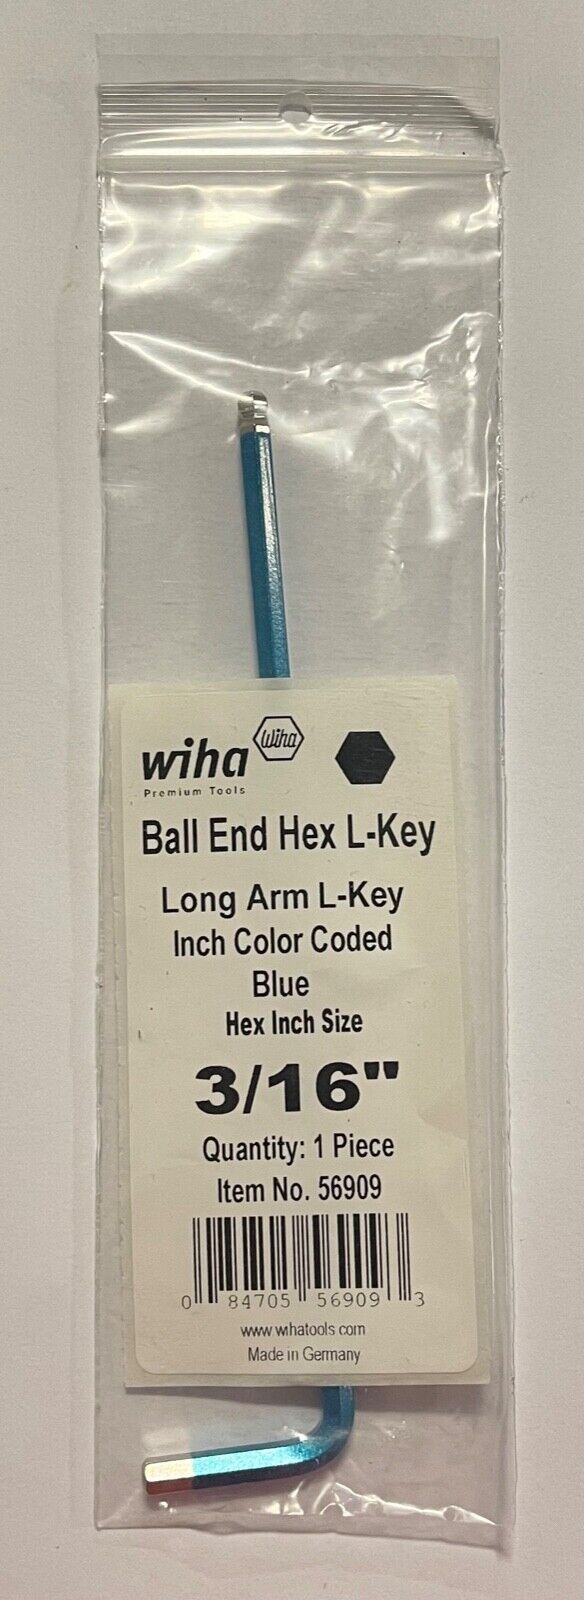 wiha Wiha
Premium Tools
Ball End Hex L-Key
Long Arm L-Key
Inch Color Coded
Blue
Hex Inch Size
3/16"
Quantity: 1 Piece
Item No. 56909
0 84705 56909 3
www.wihatools.com
Made in Germany